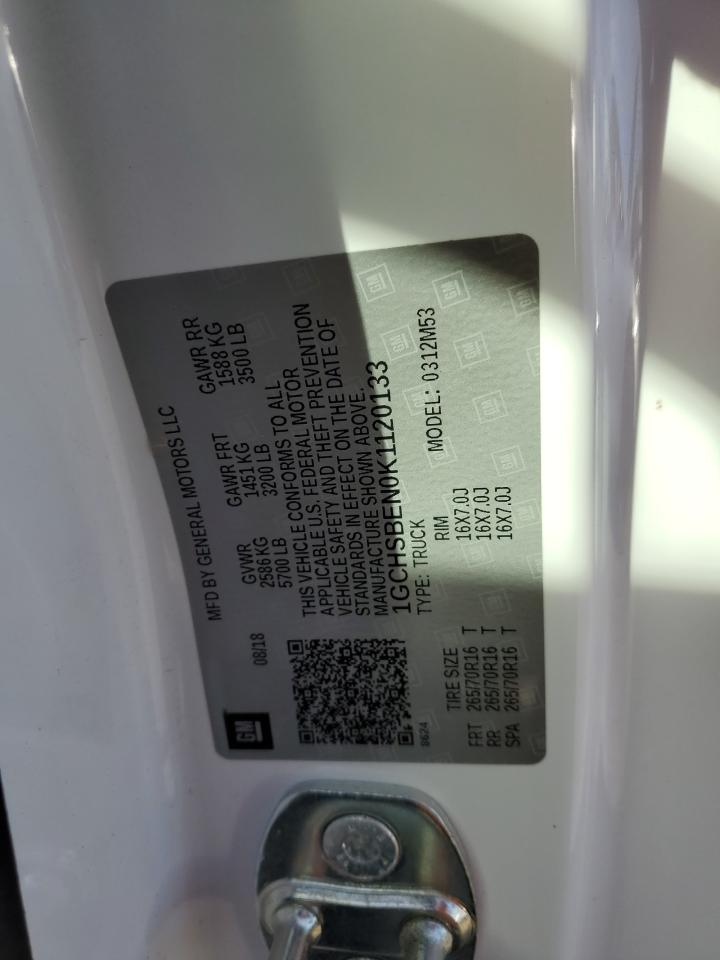 GM
08/18
MFD BY GENERAL MOTORS LLC
GVWR GAWR FRT GAWR RR
2586 KG 1451 KG 1588 KG
5700 LB 3200 LB 3500 LB
THIS VEHICLE CONFORMS TO ALL
APPLICABLE U.S. FEDERAL MOTOR
VEHICLE SAFETY AND THEFT PREVENTION
STANDARDS IN EFFECT ON THE DATE OF
MANUFACTURE SHOWN ABOVE.
1GCHSBEN0K1120133
TYPE: TRUCK MODEL: 0312M53
8624
TIRE SIZE RIM
FRT 265/70R16 T 16X7.0J
RR 265/70R16 T 16X7.0J
SPA 265/70R16 T 16X7.0J